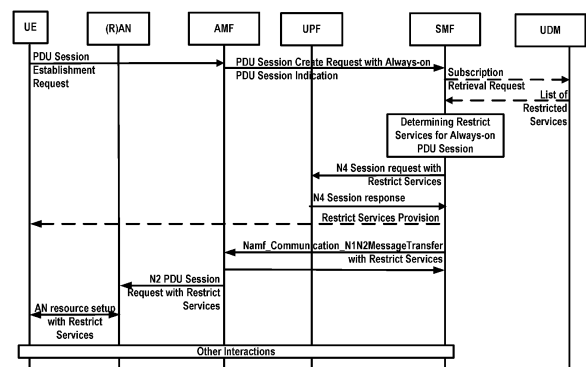 UE
(R)AN
AMF
UPF
SMF
UDM
PDU Session
Establishment
Request
PDU Session Create Request with Always-on
PDU Session Indication
Subscription
Retrieval Request
List of
Restricted
Services
Determining Restrict
Services for Always-on
PDU Session
N4 Session request with
Restrict Services
N4 Session response
Restrict Services Provision
Namf_Communication_N1N2MessageTransfer
with Restrict Services
N2 PDU Session
Request with Restrict
Services
AN resource setup
with Restrict
Services
Other Interactions